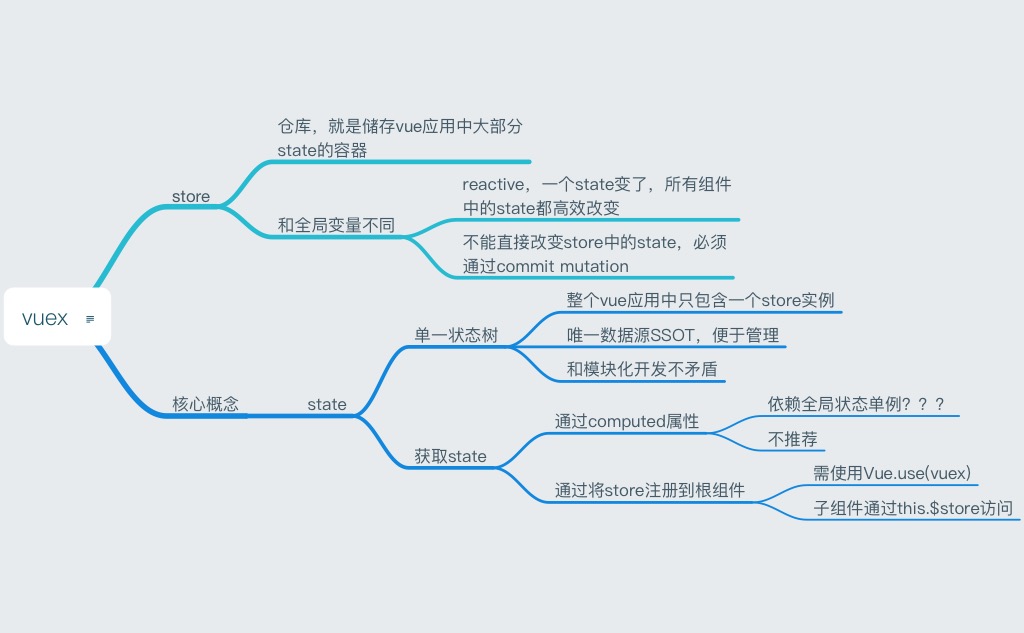 仓库，就是储存vue应用中大部分
state的容器
reactive，一个state变了，所有组件
中的state都高效改变
store
和全局变量不同
不能直接改变store中的state，必须
通过commit mutation
vuex
整个vue应用中只包含一个store实例
单一状态树
唯一数据源SSOT，便于管理
和模块化开发不矛盾
核心概念
state
依赖全局状态单例？？？
通过computed属性
不推荐
获取state
需使用Vue.use(vuex)
通过将store注册到根组件
子组件通过this.$store访问